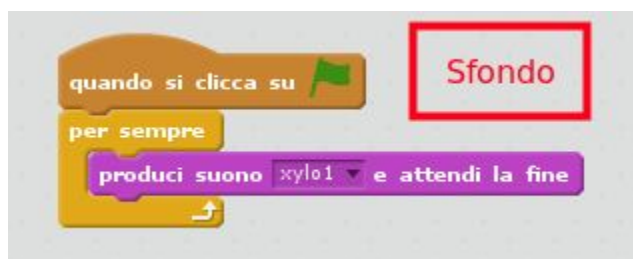 Sfondo
quando si clicca su
per sempre
produci suono xylo1 e attendi la fine